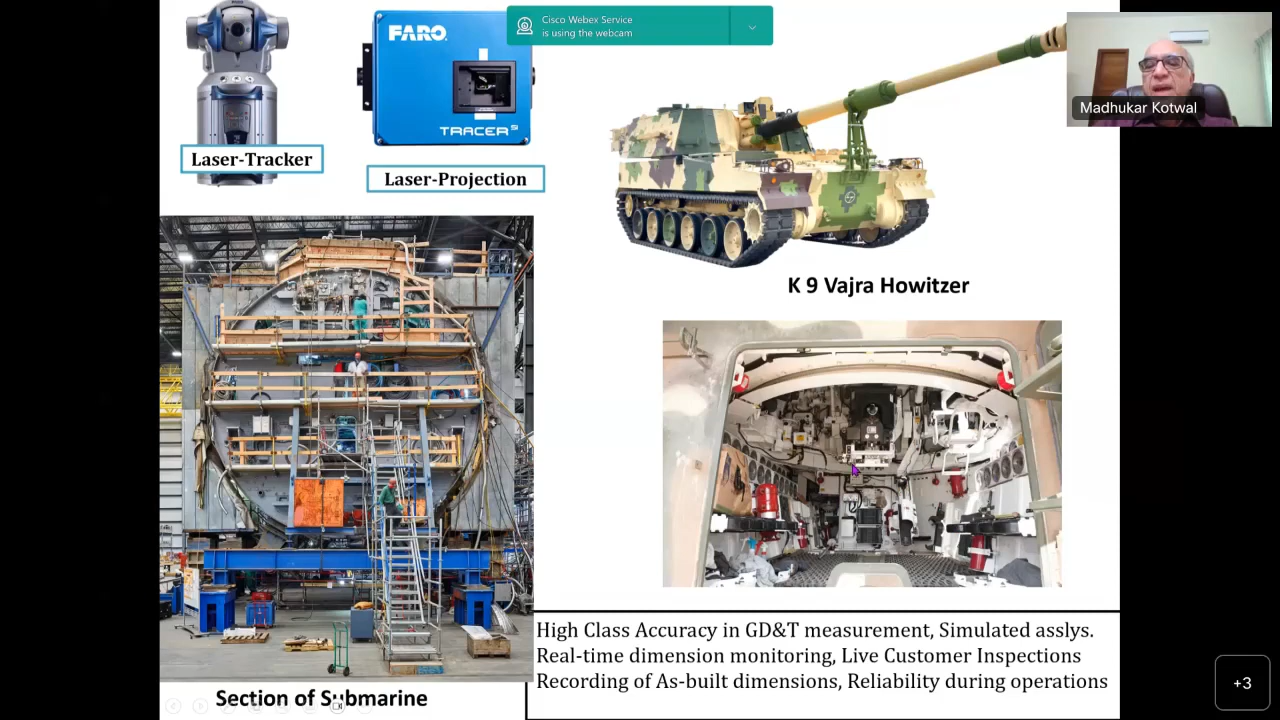 FARO
TRACER SI
Cisco Webex Service
is using the webcam
Madhukar Kotwal
Laser-Tracker
Laser-Projection
K 9 Vajra Howitzer
High Class Accuracy in GD&T measurement, Simulated asslys.
Real-time dimension monitoring, Live Customer Inspections
Recording of As-built dimensions, Reliability during operations
Section of Submarine
+3